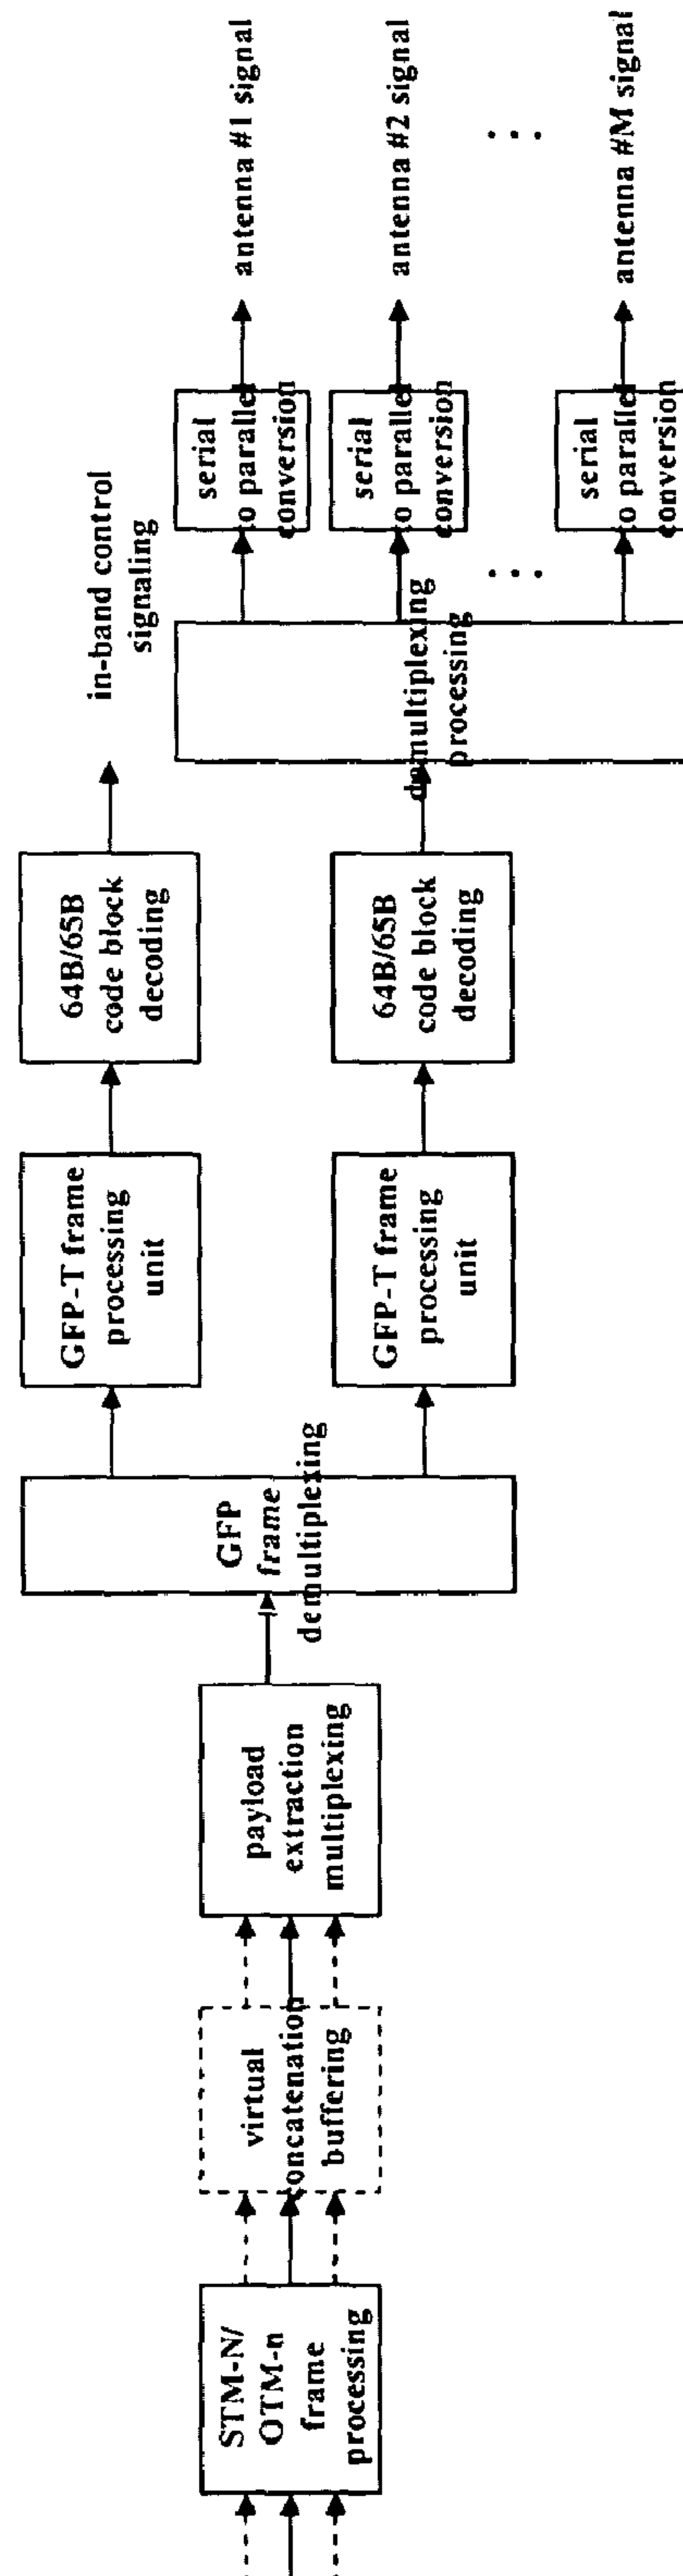 STM-N/
OTM-n
frame
processing
virtual
concatenation
buffering
payload
extraction
multiplexing
GFP
frame
demultiplexing
GFP-T frame
processing
unit
64B/65B
code block
decoding
in-band control
signaling
GFP-T frame
processing
unit
64B/65B
code block
decoding
demultiplexing
processing
serial
to parallel
conversion
antenna #1 signal
serial
to parallel
conversion
antenna #2 signal
...
...
serial
to parallel
conversion
antenna #M signal